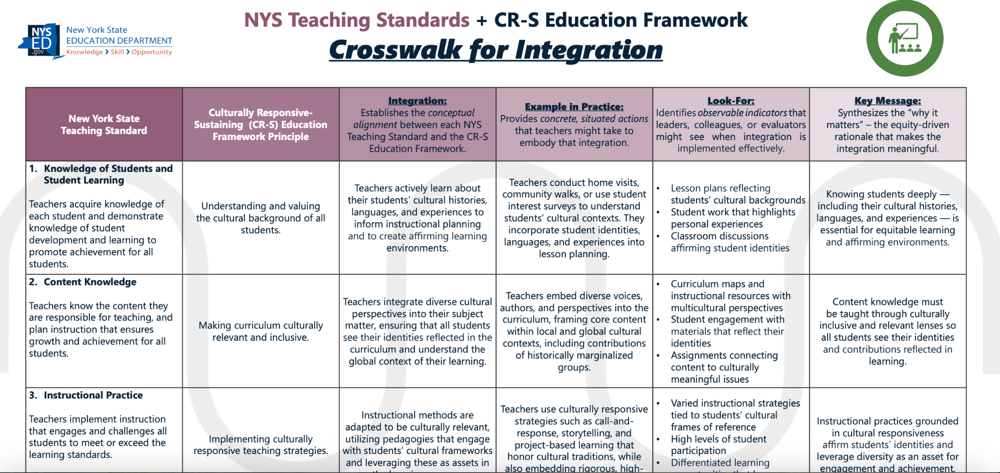 NYS Teaching Standards + CR-S Education Framework
Crosswalk for Integration
NYS
ED
.gov
New York State
EDUCATION DEPARTMENT
Knowledge › Skill › Opportunity
New York State
Teaching Standard
Culturally Responsive-
Sustaining (CR-S) Education
Framework Principle
Integration:
Establishes the conceptual
alignment between each NYS
Teaching Standard and the CR-S
Education Framework.
Example in Practice:
Provides concrete, situated actions
that teachers might take to
embody that integration.
Look-For:
Identifies observable indicators that
leaders, colleagues, or evaluators
might see when integration is
implemented effectively.
Key Message:
Synthesizes the “why it
matters” – the equity-driven
rationale that makes the
integration meaningful.
1. Knowledge of Students and
Student Learning
Teachers acquire knowledge of
each student and demonstrate
knowledge of student
development and learning to
promote achievement for all
students.
Understanding and valuing
the cultural background of all
students.
Teachers actively learn about
their students’ cultural histories,
languages, and experiences to
inform instructional planning
and to create affirming learning
environments.
Teachers conduct home visits,
community walks, or use student
interest surveys to understand
students’ cultural contexts. They
incorporate student identities,
languages, and experiences into
lesson planning.
• Lesson plans reflecting
students’ cultural backgrounds
• Student work that highlights
personal experiences
• Classroom discussions
affirming student identities
Knowing students deeply —
including their cultural histories,
languages, and experiences — is
essential for equitable learning
and affirming environments.
2. Content Knowledge
Teachers know the content they
are responsible for teaching, and
plan instruction that ensures
growth and achievement for all
students.
Making curriculum culturally
relevant and inclusive.
Teachers integrate diverse cultural
perspectives into their subject
matter, ensuring that all students
see their identities reflected in the
curriculum and understand the
global context of their learning.
Teachers embed diverse voices,
authors, and perspectives into the
curriculum, framing core content
within local and global cultural
contexts, including contributions
of historically marginalized
groups.
• Curriculum maps and
instructional resources with
multicultural perspectives
• Student engagement with
materials that reflect their
identities
• Assignments connecting
content to culturally
meaningful issues
Content knowledge must
be taught through culturally
inclusive and relevant lenses so
all students see their identities
and contributions reflected in
learning.
3. Instructional Practice
Teachers implement instruction
that engages and challenges all
students to meet or exceed the
learning standards.
Implementing culturally
responsive teaching strategies.
Instructional methods are
adapted to be culturally relevant,
utilizing pedagogies that engage
with students’ cultural frameworks
and leveraging these as assets in
Teachers use culturally responsive
strategies such as call-and-
response, storytelling, and
project-based learning that
honor cultural traditions, while
also embedding rigorous, high-
• Varied instructional strategies
tied to students’ cultural
frames of reference
• High levels of student
participation
• Differentiated learning
Instructional practices grounded
in cultural responsiveness
affirm students’ identities and
leverage diversity as an asset for
engagement and achievement.